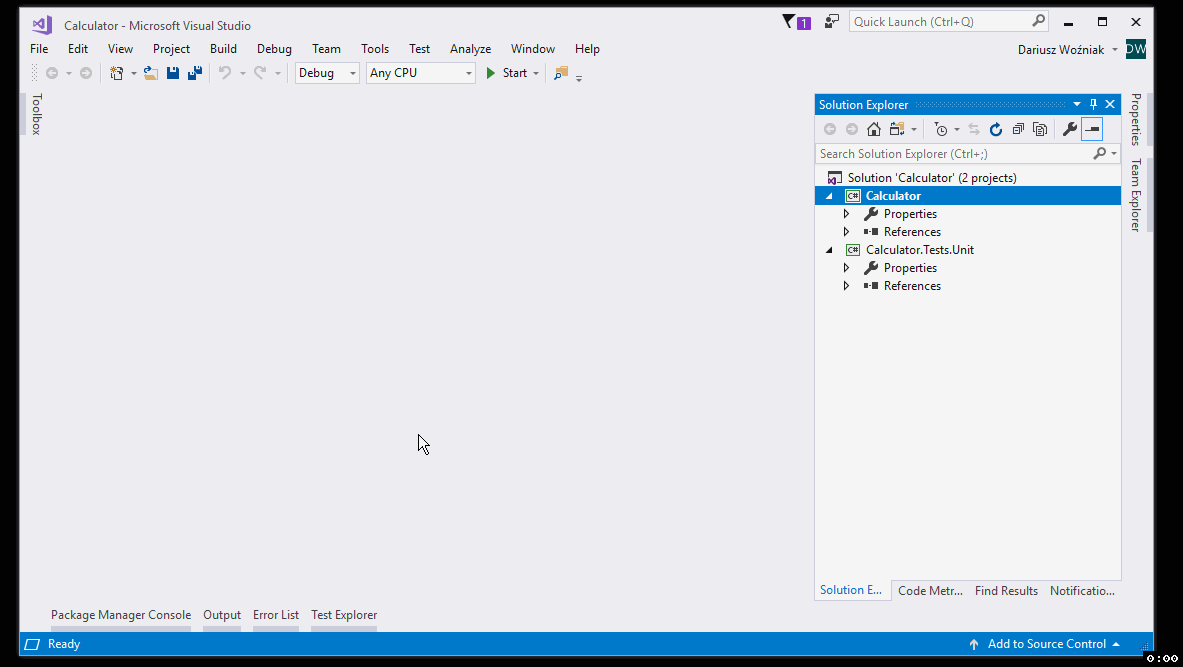 Calculator - Microsoft Visual Studio
1
Quick Launch (Ctrl+Q)
File Edit View Project Build Debug Team Tools Test Analyze Window Help
Dariusz Woźniak DW
Debug Any CPU Start
Toolbox
Solution Explorer
Search Solution Explorer (Ctrl+;)
Solution 'Calculator' (2 projects)
C# Calculator
Properties
References
C# Calculator.Tests.Unit
Properties
References
Properties
Team Explorer
Solution E... Code Metr... Find Results Notificatio...
Package Manager Console Output Error List Test Explorer
Ready
Add to Source Control
0:00